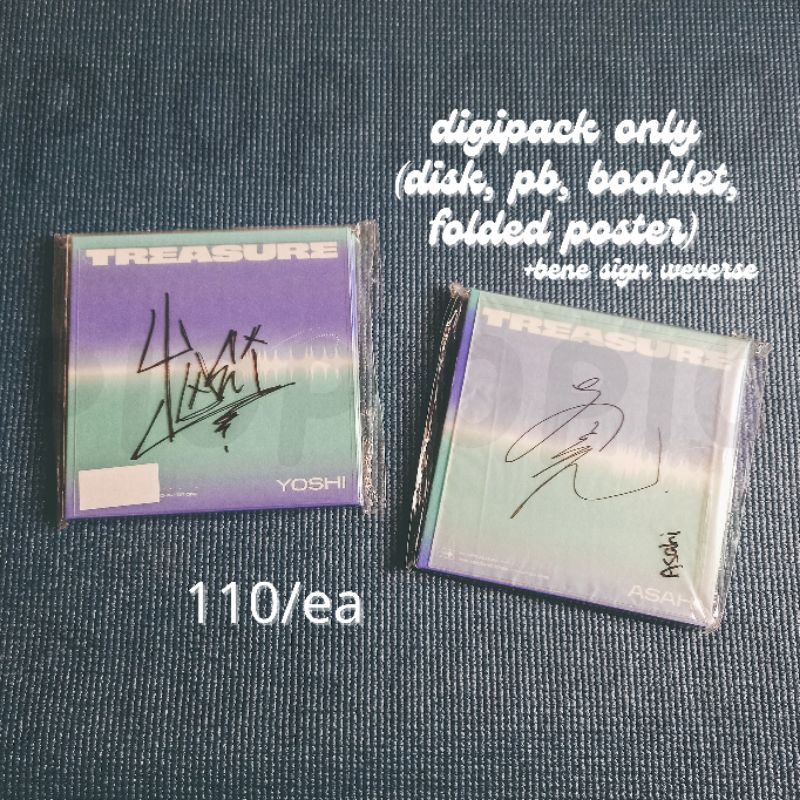 digipack only
(disk, pb, booklet,
folded poster)
+bene sign weverse
TREASURE
YOSHI
TREASURE
Asahi
ASAHI
110/ea